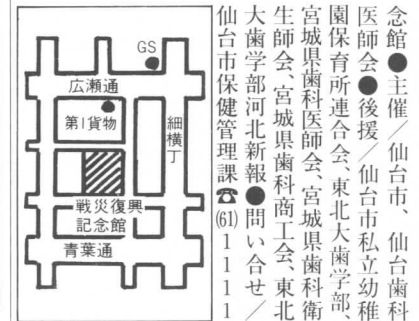 念館●主催／仙台市、仙台歯科
医師会●後援／仙台市私立幼稚
園保育所連合会、東北大歯学部、
宮城県歯科医師会、宮城県歯科衛
生師会、宮城県歯科商工会、東北
大歯学部河北新報●問い合せ／
仙台市保健管理課☎(61)1111
GS
広瀬通
第1貨物
細横丁
戦災復興
記念館
青葉通